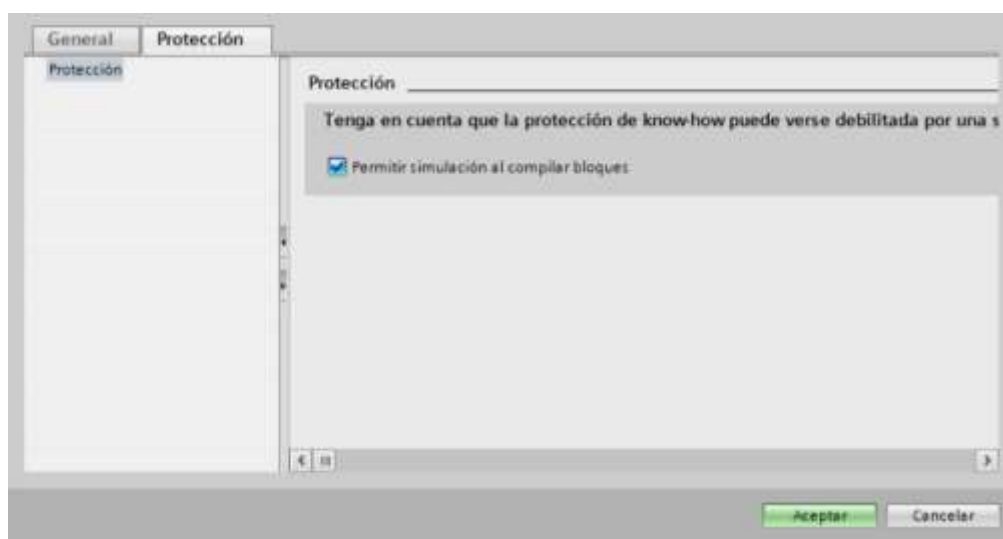 General Protección
Protección
Protección
Tenga en cuenta que la protección de know-how puede verse debilitada por una s
Permitir simulación al compilar bloques
Aceptar Cancelar